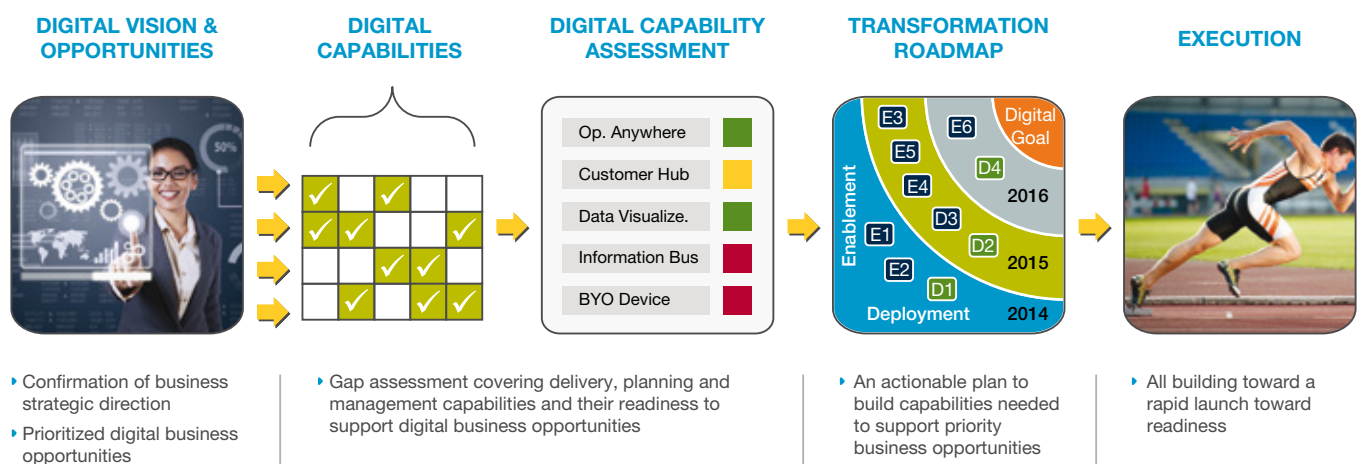 DIGITAL VISION &
OPPORTUNITIES
DIGITAL
CAPABILITIES
DIGITAL CAPABILITY
ASSESSMENT
TRANSFORMATION
ROADMAP
EXECUTION
50%
Op. Anywhere
Customer Hub
Data Visualize.
Information Bus
BYO Device
Enablement
Deployment
E3
E5
E4
D3
D2
E1
E2
D1
E6
D4
Digital
Goal
2016
2015
2014
Confirmation of business
strategic direction
Prioritized digital business
opportunities
Gap assessment covering delivery, planning and
management capabilities and their readiness to
support digital business opportunities
An actionable plan to
build capabilities needed
to support priority
business opportunities
All building toward a
rapid launch toward
readiness